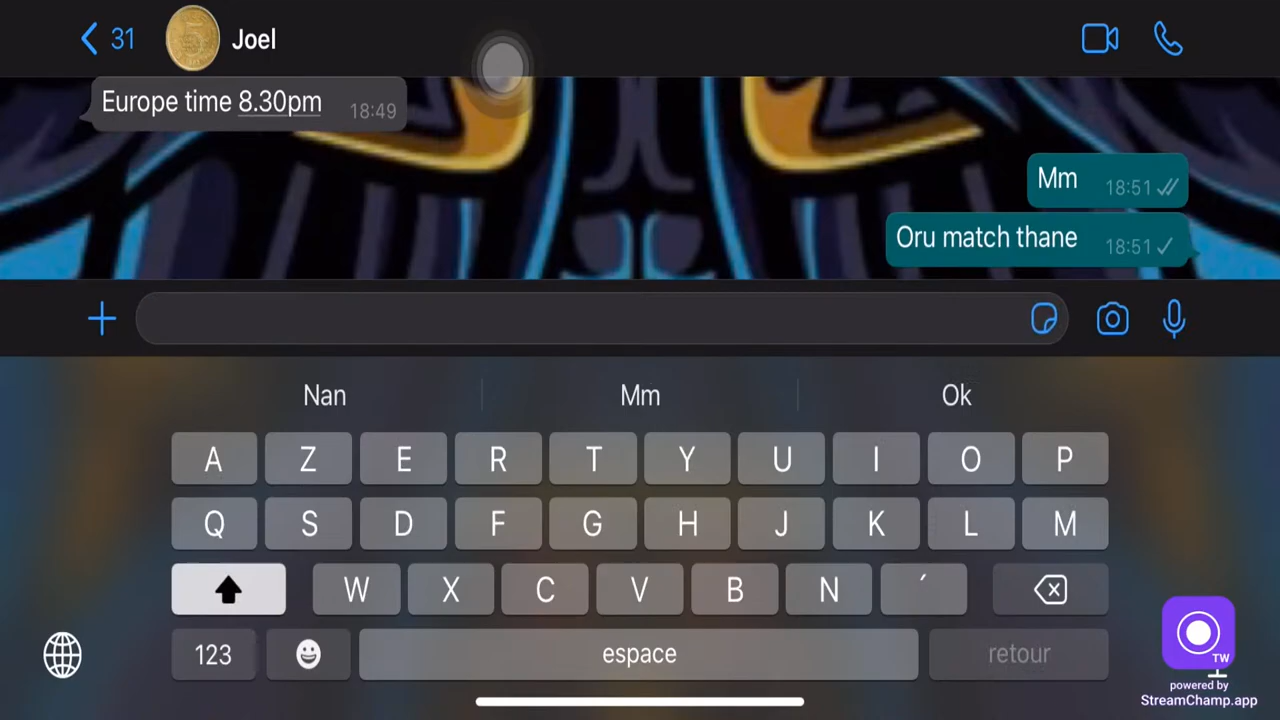 31
Joel
Europe time 8.30pm 18:49
Mm 18:51
Oru match thane 18:51
Nan Mm Ok
A Z E R T Y U I O P
Q S D F G H J K L M
W X C V B N ´
123 espace retour
TW
powered by
StreamChamp.app